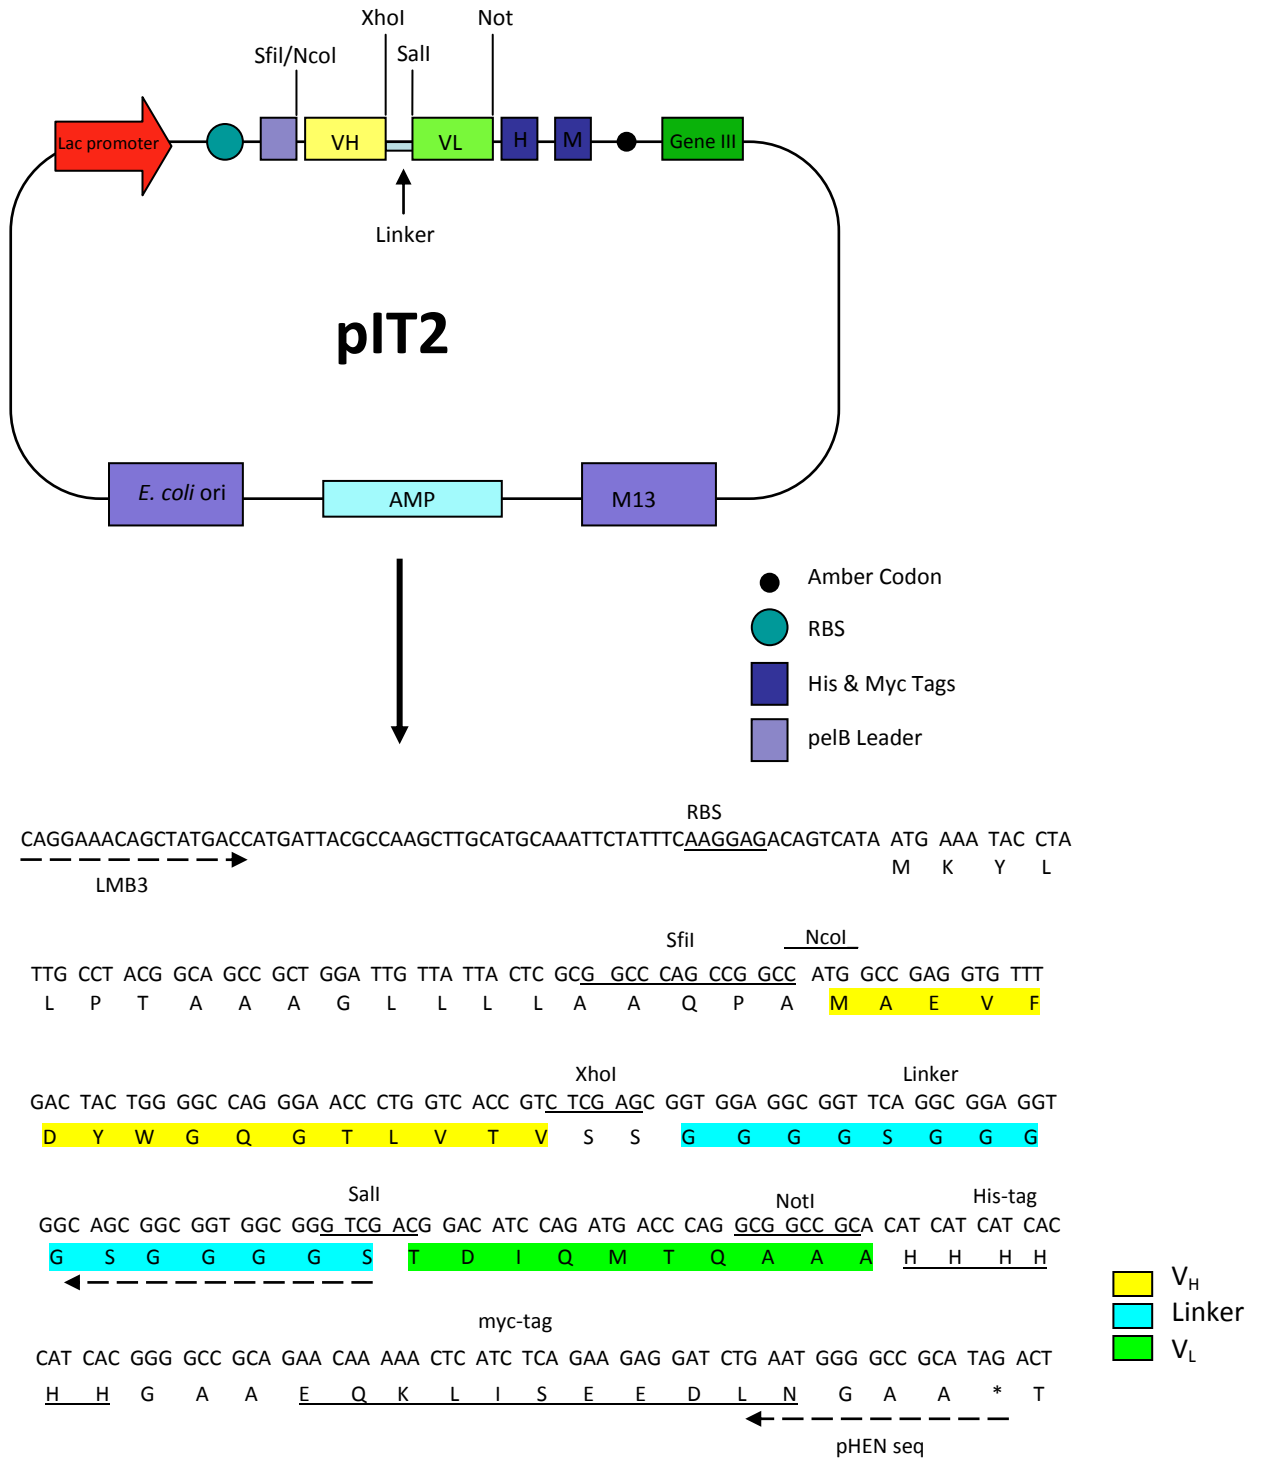 XhoI Not
SfiI/NcoI SalI
Lac promoter VH VL H M Gene III
Linker
pIT2
E. coli ori AMP M13
Amber Codon
RBS
His & Myc Tags
pelB Leader
RBS
CAGGAAACAGCTATGACCATGATTACGCCAAGCTTGCATGCAAATTCTATTTCAAGGAGACAGTCATA ATG AAA TAC CTA
M K Y L
LMB3
SfiI NcoI
TTG CCT ACG GCA GCC GCT GGA TTG TTA TTA CTC GCG GCC CAG CCG GCC ATG GCC GAG GTG TTT
L P T A A A G L L L L A A Q P A M A E V F
XhoI Linker
GAC TAC TGG GGC CAG GGA ACC CTG GTC ACC GTC TCG AGC GGT GGA GGC GGT TCA GGC GGA GGT
D Y W G Q G T L V T V S S G G G G S G G G
SalI NotI His-tag
GGC AGC GGC GGT GGC GGG TCG ACG GAC ATC CAG ATG ACC CAG GCG GCC GCA CAT CAT CAT CAC
G S G G G G S T D I Q M T Q A A A H H H H
myc-tag
CAT CAC GGG GCC GCA GAA CAA AAA CTC ATC TCA GAA GAG GAT CTG AAT GGG GCC GCA TAG ACT
H H G A A E Q K L I S E E D L N G A A * T
pHEN seq
VH
Linker
VL